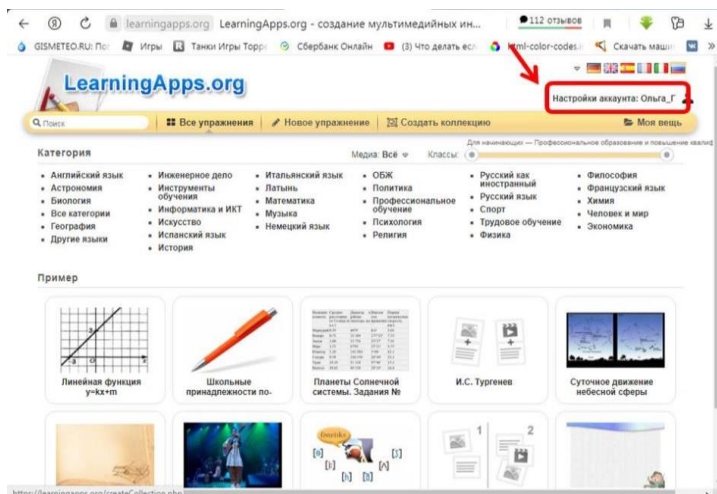 learningapps.org LearningApps.org - создание мультимедийных ин... 112 отзывов
GISMETEO.RU: Игры Танки Игры Сбербанк Онлайн (3) Что делать html-color-codes Скачать
LearningApps.org
Настройки аккаунта: Ольга_Г
Поиск Все упражнения Новое упражнение Создать коллекцию Моя вещь
Для начинающих — Профессиональное образование и повышение
Категория Медиа: Всё Классы:
Английский язык
Астрономия
Биология
Все категории
География
Другие языки
Инженерное дело
Инструменты
обучения
Информатика и ИКТ
Искусство
Испанский язык
История
Итальянский язык
Латынь
Математика
Музыка
Немецкий язык
ОБЖ
Политика
Профессиональное
обучение
Психология
Религия
Русский как
иностранный
Русский язык
Спорт
Трудовое обучение
Физика
Философия
Французский язык
Химия
Человек и мир
Экономика
Пример
Линейная функция
y=kx+m
Школьные
принадлежности по-
Планеты Солнечной
системы. Задания №
И.С. Тургенев
Суточное движение
небесной сферы
1 2
https://learningapps.org/createCollection.php